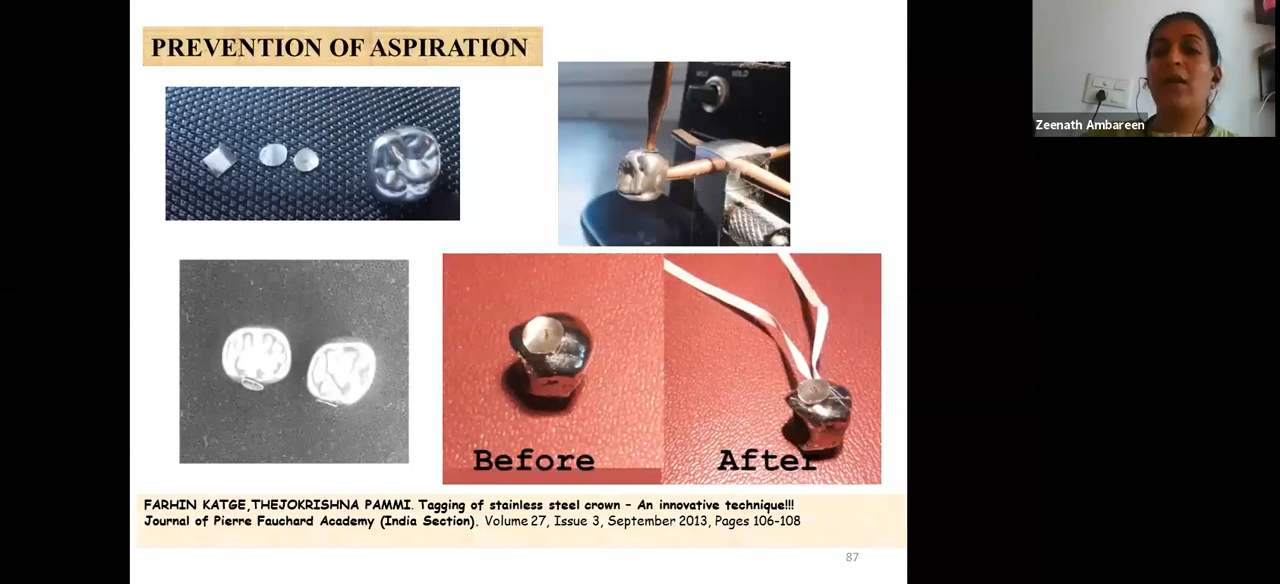 PREVENTION OF ASPIRATION
Zeenath Ambareen
Before
After
FARHIN KATGE,THEJOKRISHNA PAMMI. Tagging of stainless steel crown – An innovative technique!!!
Journal of Pierre Fauchard Academy (India Section). Volume 27, Issue 3, September 2013, Pages 106-108
87